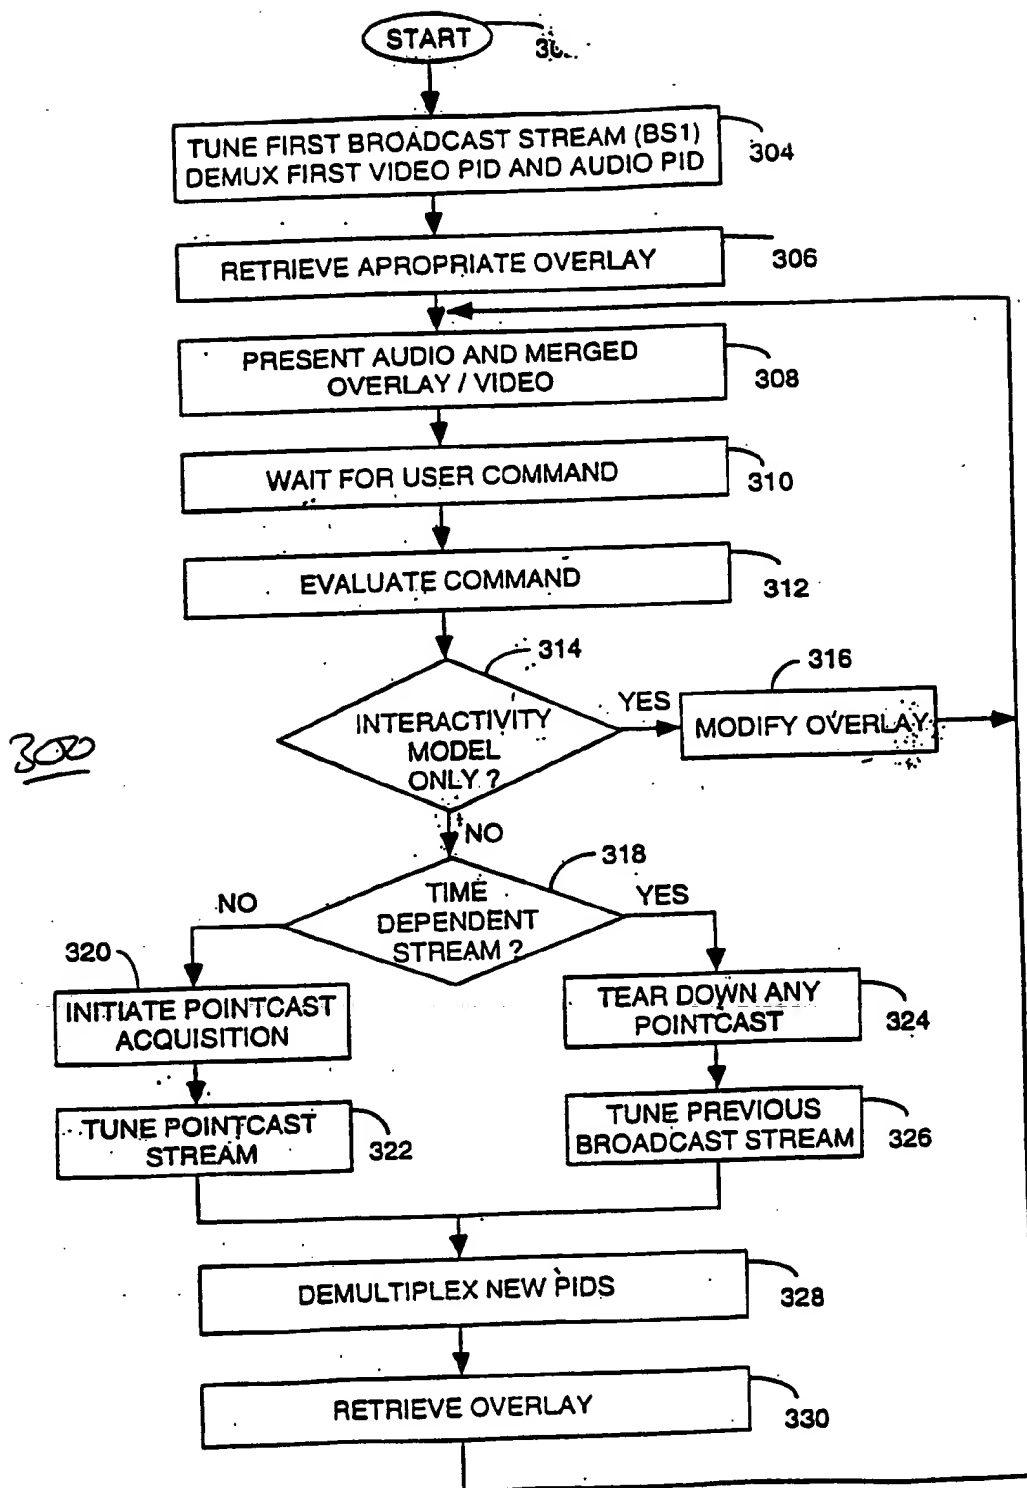 START
TUNE FIRST BROADCAST STREAM (BS1)
DEMUX FIRST VIDEO PID AND AUDIO PID
304
RETRIEVE APROPRIATE OVERLAY
306
PRESENT AUDIO AND MERGED
OVERLAY / VIDEO
308
WAIT FOR USER COMMAND
310
EVALUATE COMMAND
312
314
INTERACTIVITY
MODEL
ONLY ?
YES
316
MODIFY OVERLAY
300
NO
318
TIME
DEPENDENT
STREAM ?
NO
YES
320
INITIATE POINTCAST
ACQUISITION
TEAR DOWN ANY
POINTCAST
324
TUNE POINTCAST
STREAM
322
TUNE PREVIOUS
BROADCAST STREAM
326
DEMULTIPLEX NEW PIDS
328
RETRIEVE OVERLAY
330